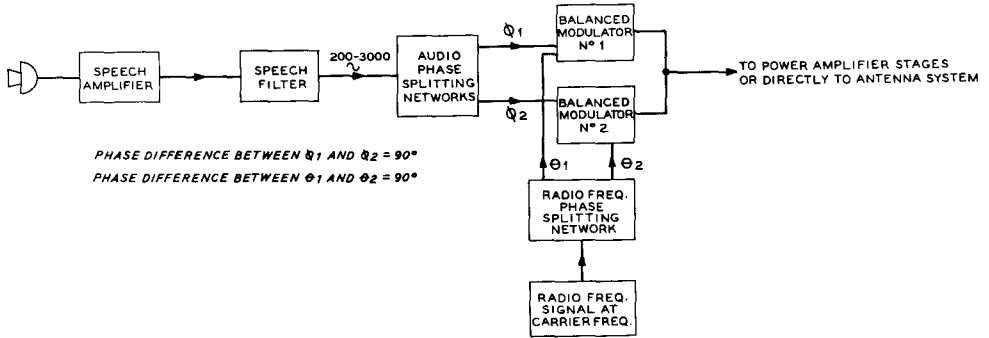 SPEECH
AMPLIFIER
SPEECH
FILTER
200-3000
~
AUDIO
PHASE
SPLITTING
NETWORKS
Φ1
Φ2
BALANCED
MODULATOR
Nº 1
BALANCED
MODULATOR
Nº 2
TO POWER AMPLIFIER STAGES
OR DIRECTLY TO ANTENNA SYSTEM
PHASE DIFFERENCE BETWEEN Φ1 AND Φ2 = 90°
PHASE DIFFERENCE BETWEEN Θ1 AND Θ2 = 90°
Θ1
Θ2
RADIO FREQ.
PHASE
SPLITTING
NETWORK
RADIO FREQ.
SIGNAL AT
CARRIER FREQ.